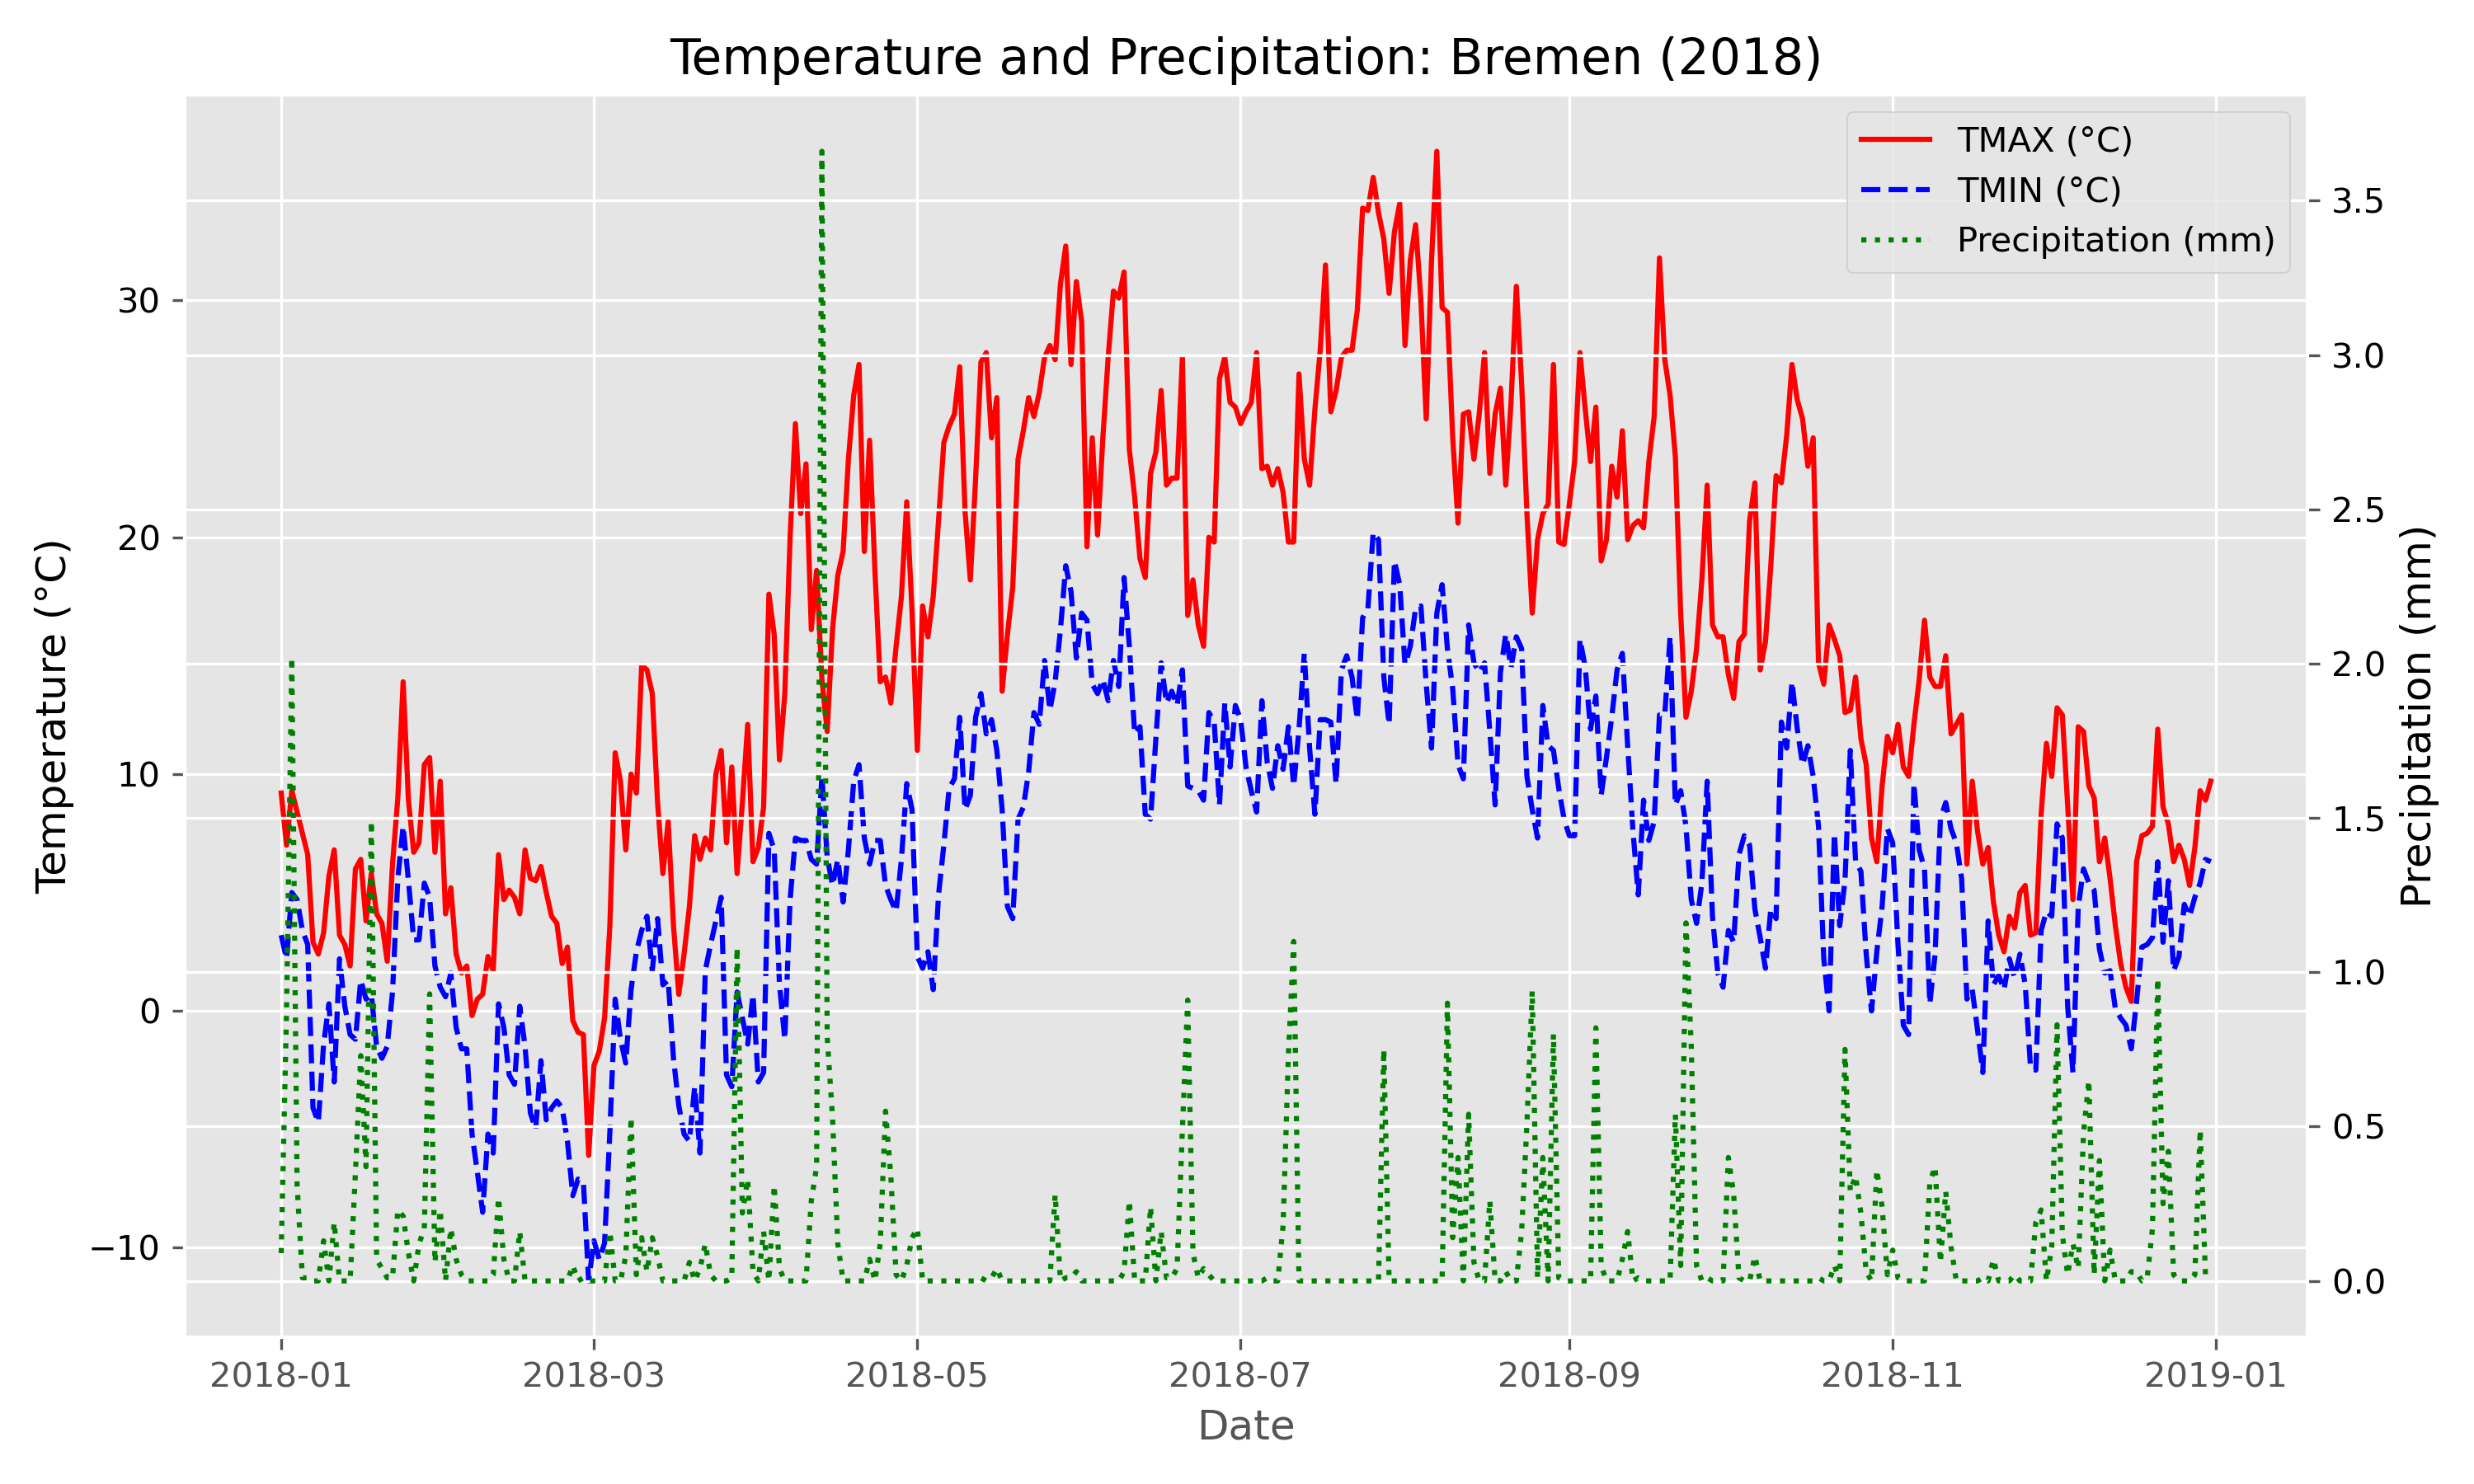 Temperature and Precipitation: Bremen (2018)
TMAX (°C)
TMIN (°C)
Precipitation (mm)
Temperature (°C)
30
20
10
0
−10
3.5
3.0
2.5
2.0
1.5
1.0
0.5
0.0
Precipitation (mm)
2018-01 2018-03 2018-05 2018-07 2018-09 2018-11 2019-01
Date